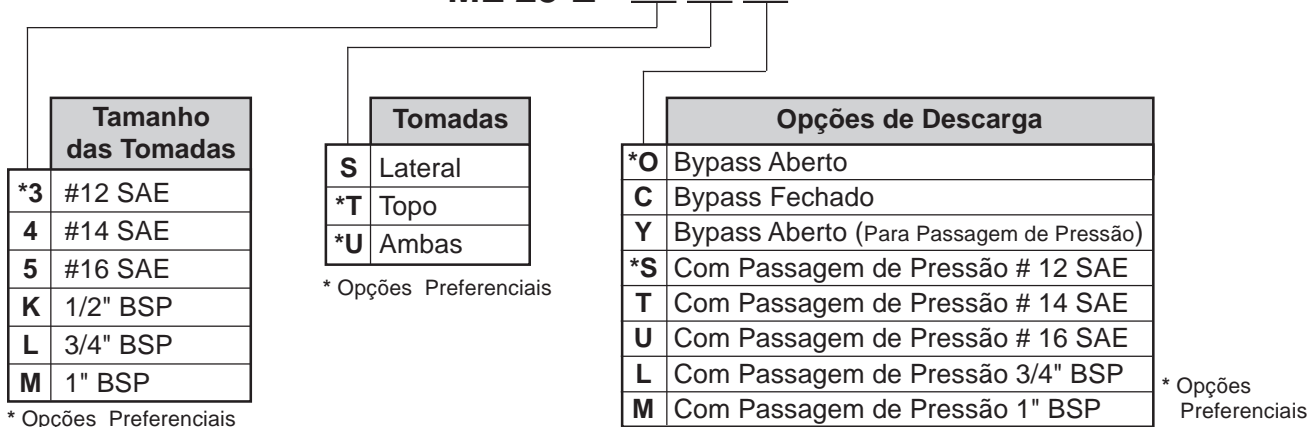 Tamanho
das Tomadas
*3 #12 SAE
4 #14 SAE
5 #16 SAE
K 1/2" BSP
L 3/4" BSP
M 1" BSP
* Opções Preferenciais
Tomadas
S Lateral
*T Topo
*U Ambas
* Opções Preferenciais
Opções de Descarga
*O Bypass Aberto
C Bypass Fechado
Y Bypass Aberto (Para Passagem de Pressão)
*S Com Passagem de Pressão # 12 SAE
T Com Passagem de Pressão # 14 SAE
U Com Passagem de Pressão # 16 SAE
L Com Passagem de Pressão 3/4" BSP
M Com Passagem de Pressão 1" BSP
* Opções
Preferenciais